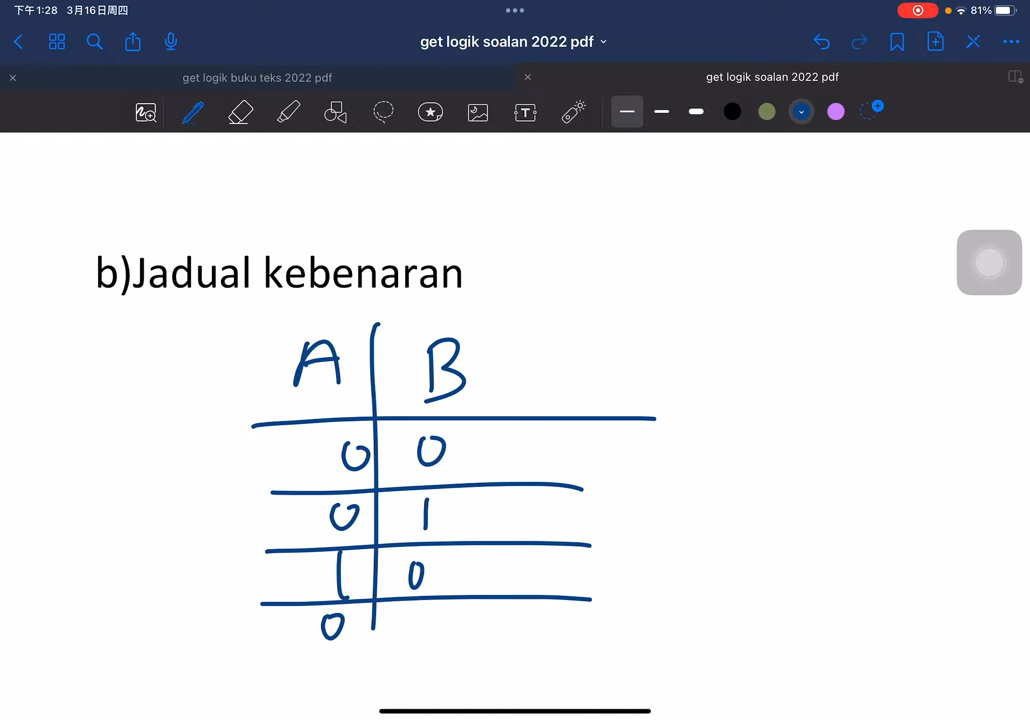 下午1:28 3月16日周四 81%
get logik soalan 2022 pdf
get logik buku teks 2022 pdf get logik soalan 2022 pdf
T
b)Jadual kebenaran
A B
0 0
0 1
1 0
0